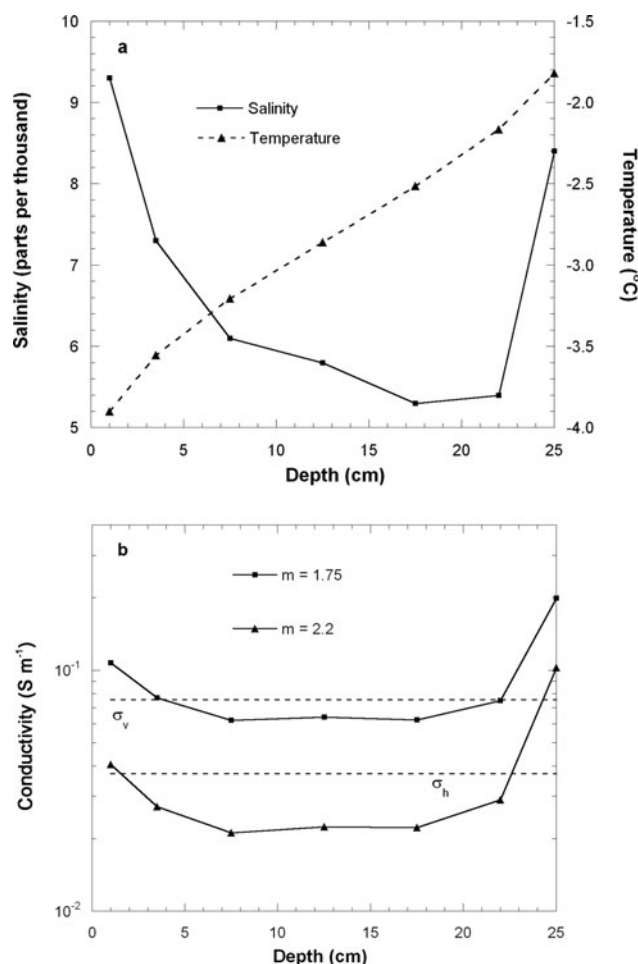 a
Salinity (parts per thousand)
10
9
8
7
6
5
Salinity
Temperature
-1.5
-2.0
-2.5
-3.0
-3.5
-4.0
Temperature (°C)
0 5 10 15 20 25
Depth (cm)
b
Conductivity (S m⁻¹)
10⁻¹
10⁻²
m = 1.75
m = 2.2
σᵥ
σₕ
0 5 10 15 20 25
Depth (cm)